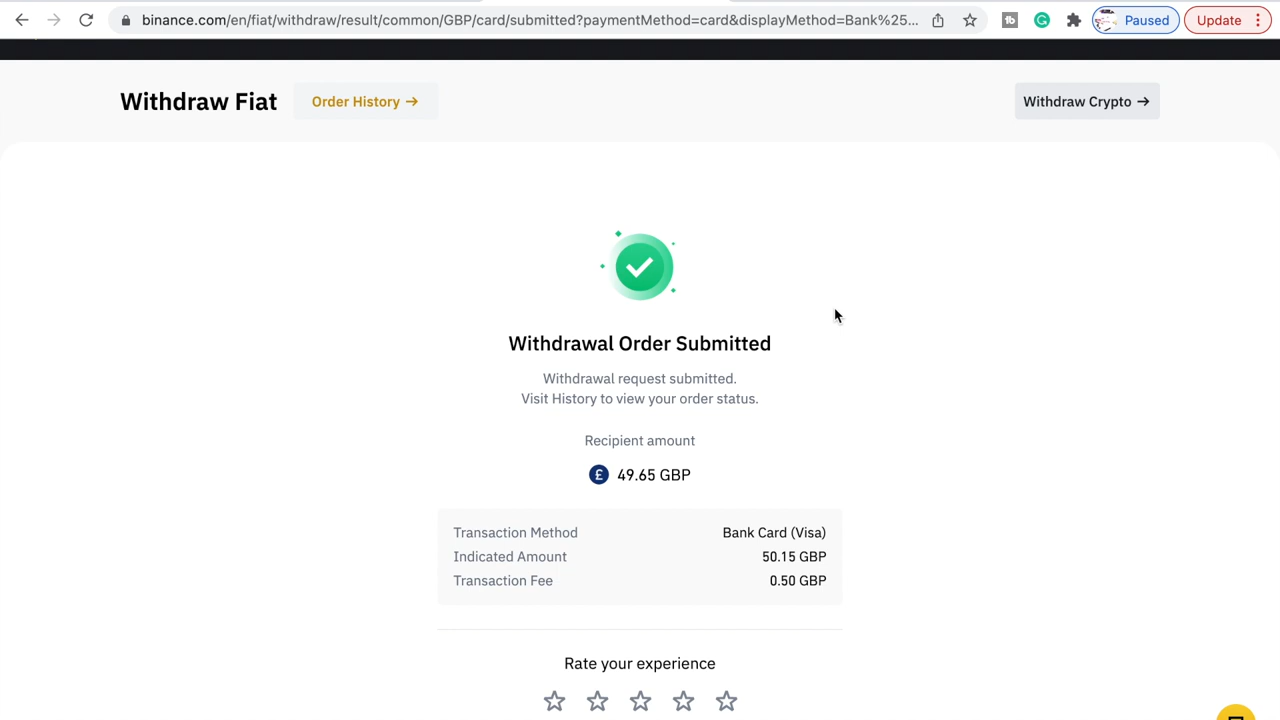 binance.com/en/fiat/withdraw/result/common/GBP/card/submitted?paymentMethod=card&displayMethod=Bank%25...
Paused
Update
Withdraw Fiat
Order History →
Withdraw Crypto →
Withdrawal Order Submitted
Withdrawal request submitted.
Visit History to view your order status.
Recipient amount
£ 49.65 GBP
Transaction Method Bank Card (Visa)
Indicated Amount 50.15 GBP
Transaction Fee 0.50 GBP
Rate your experience